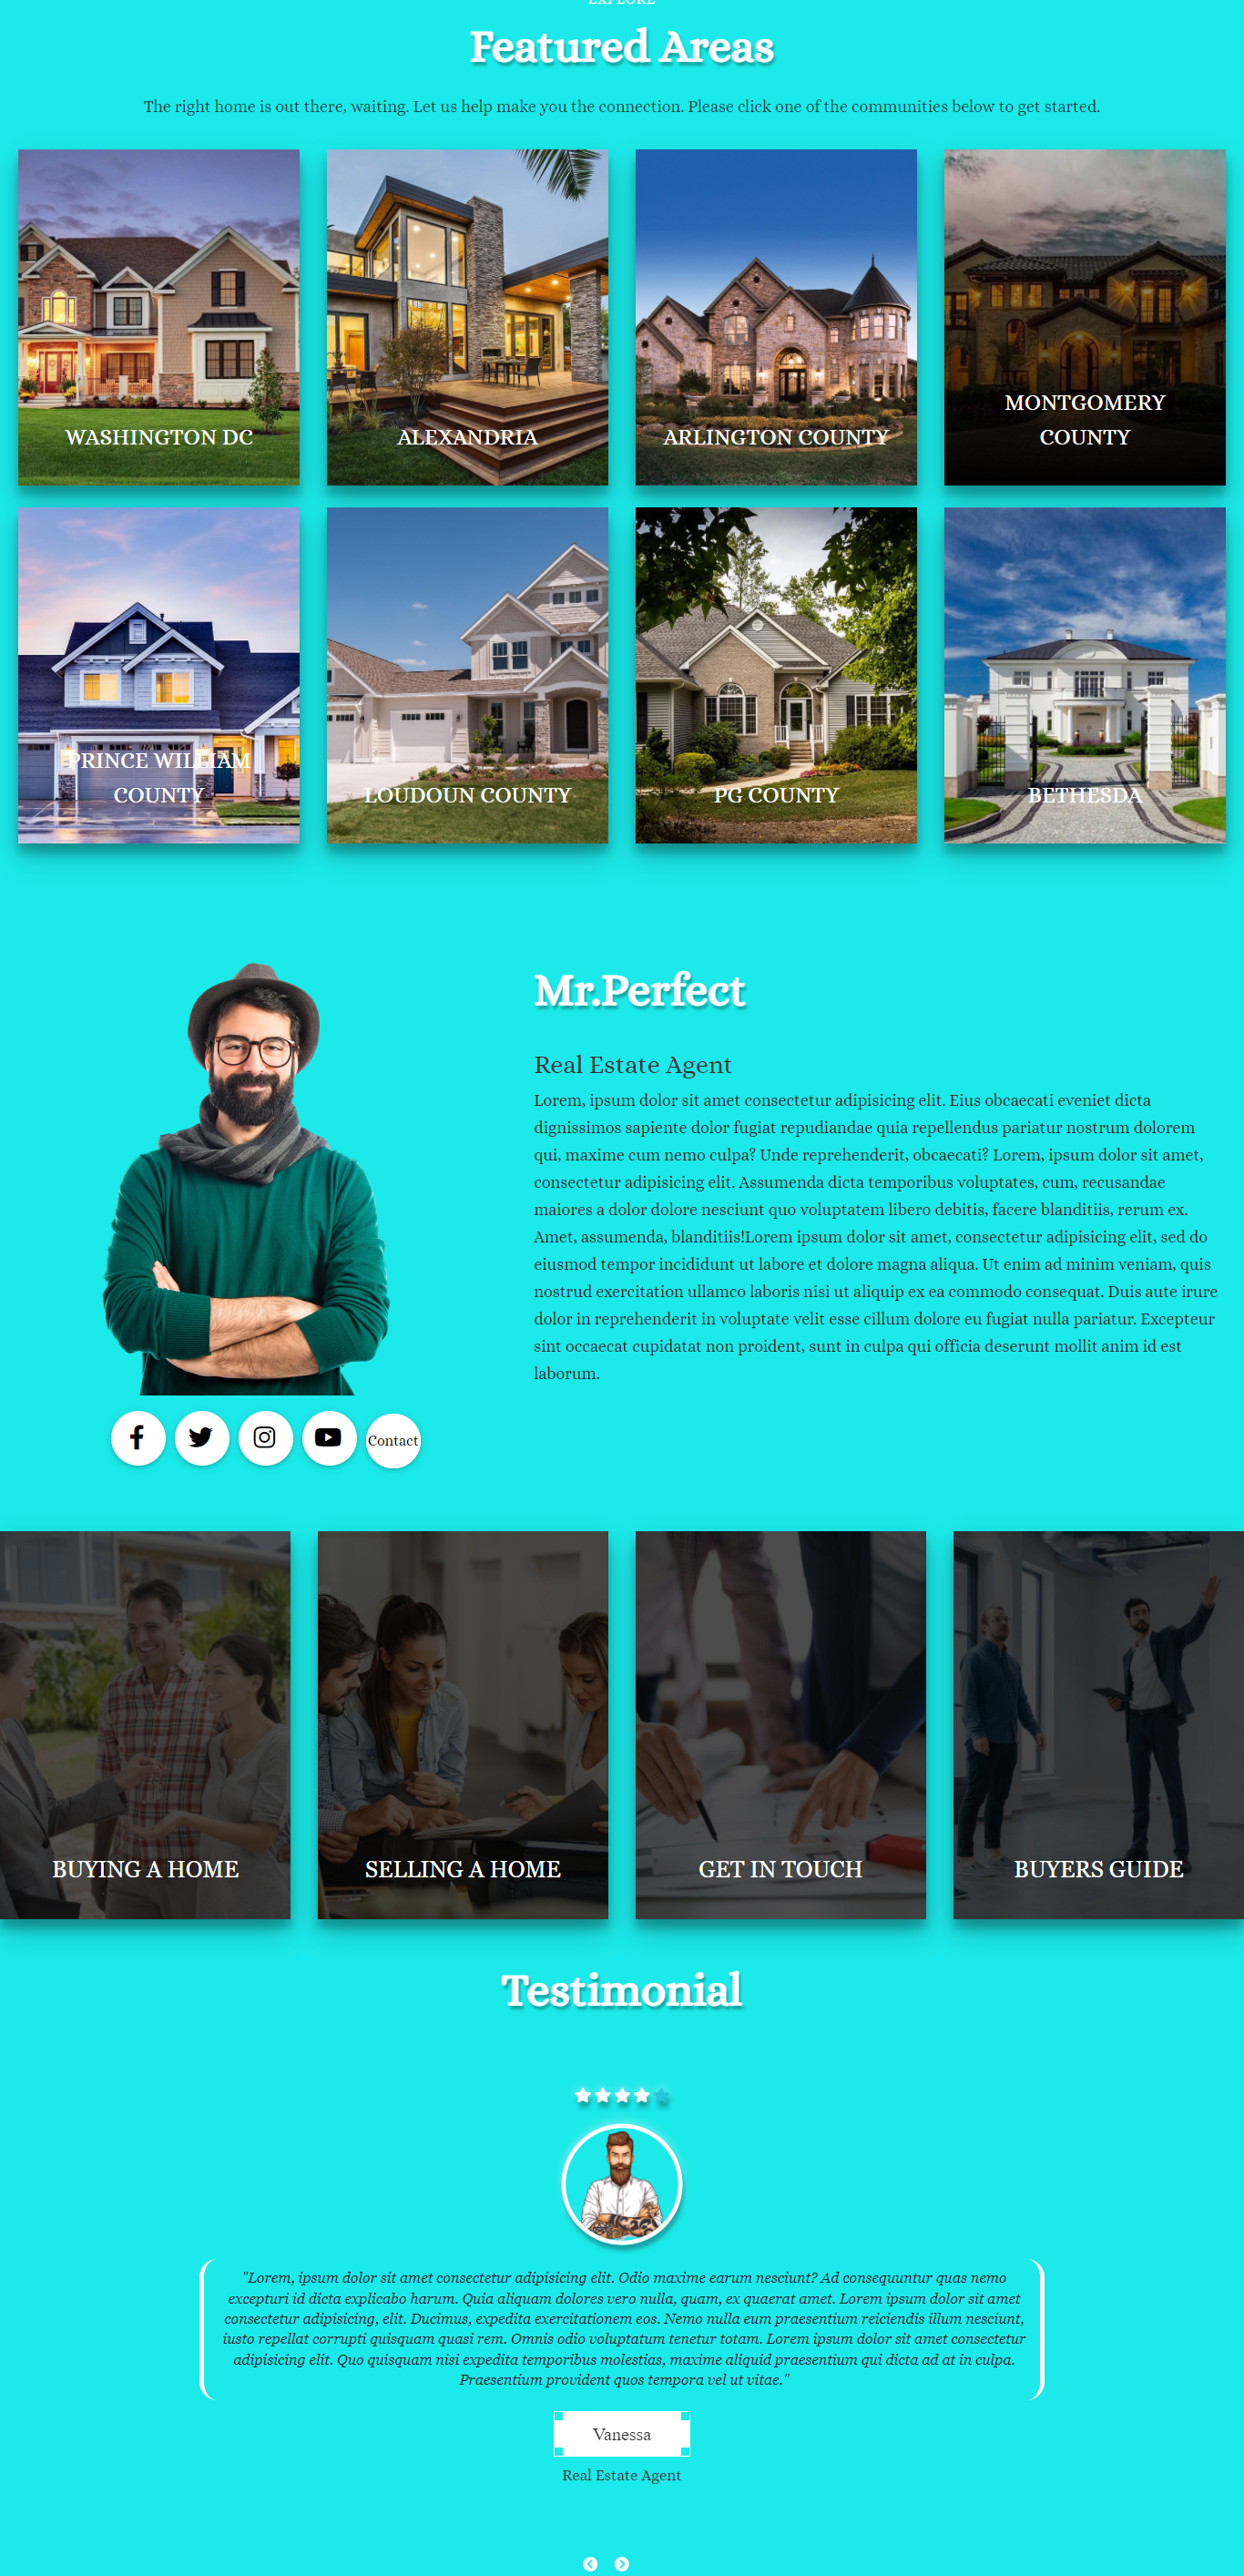 EXPLORE
Featured Areas
The right home is out there, waiting. Let us help make you the connection. Please click one of the communities below to get started.
WASHINGTON DC
ALEXANDRIA
ARLINGTON COUNTY
MONTGOMERY
COUNTY
PRINCE WILLIAM
COUNTY
LOUDOUN COUNTY
PG COUNTY
BETHESDA
Mr.Perfect
Real Estate Agent
Lorem, ipsum dolor sit amet consectetur adipisicing elit. Eius obcaecati eveniet dicta
dignissimos sapiente dolor fugiat repudiandae quia repellendus pariatur nostrum dolorem
qui, maxime cum nemo culpa? Unde reprehenderit, obcaecati? Lorem, ipsum dolor sit amet,
consectetur adipisicing elit. Assumenda dicta temporibus voluptates, cum, recusandae
maiores a dolor dolore nesciunt quo voluptatem libero debitis, facere blanditiis, rerum ex.
Amet, assumenda, blanditiis!Lorem ipsum dolor sit amet, consectetur adipisicing elit, sed do
eiusmod tempor incididunt ut labore et dolore magna aliqua. Ut enim ad minim veniam, quis
nostrud exercitation ullamco laboris nisi ut aliquip ex ea commodo consequat. Duis aute irure
dolor in reprehenderit in voluptate velit esse cillum dolore eu fugiat nulla pariatur. Excepteur
sint occaecat cupidatat non proident, sunt in culpa qui officia deserunt mollit anim id est
laborum.
Contact
BUYING A HOME
SELLING A HOME
GET IN TOUCH
BUYERS GUIDE
Testimonial
"Lorem, ipsum dolor sit amet consectetur adipisicing elit. Odio maxime earum nesciunt? Ad consequuntur quas nemo
excepturi id dicta explicabo harum. Quia aliquam dolores vero nulla, quam, ex quaerat amet. Lorem ipsum dolor sit amet
consectetur adipisicing, elit. Ducimus, expedita exercitationem eos. Nemo nulla eum praesentium reiciendis illum nesciunt,
iusto repellat corrupti quisquam quasi rem. Omnis odio voluptatum tenetur totam. Lorem ipsum dolor sit amet consectetur
adipisicing elit. Quo quisquam nisi expedita temporibus molestias, maxime aliquid praesentium qui dicta ad at in culpa.
Praesentium provident quos tempora vel ut vitae."
Vanessa
Real Estate Agent